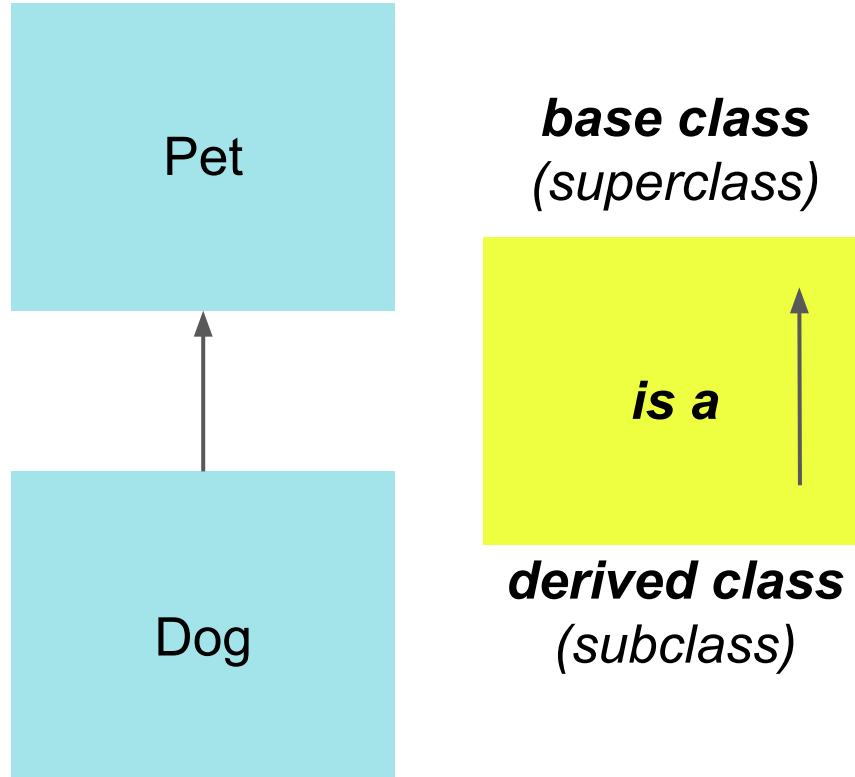 Pet
Dog
base class
(superclass)
is a
derived class
(subclass)